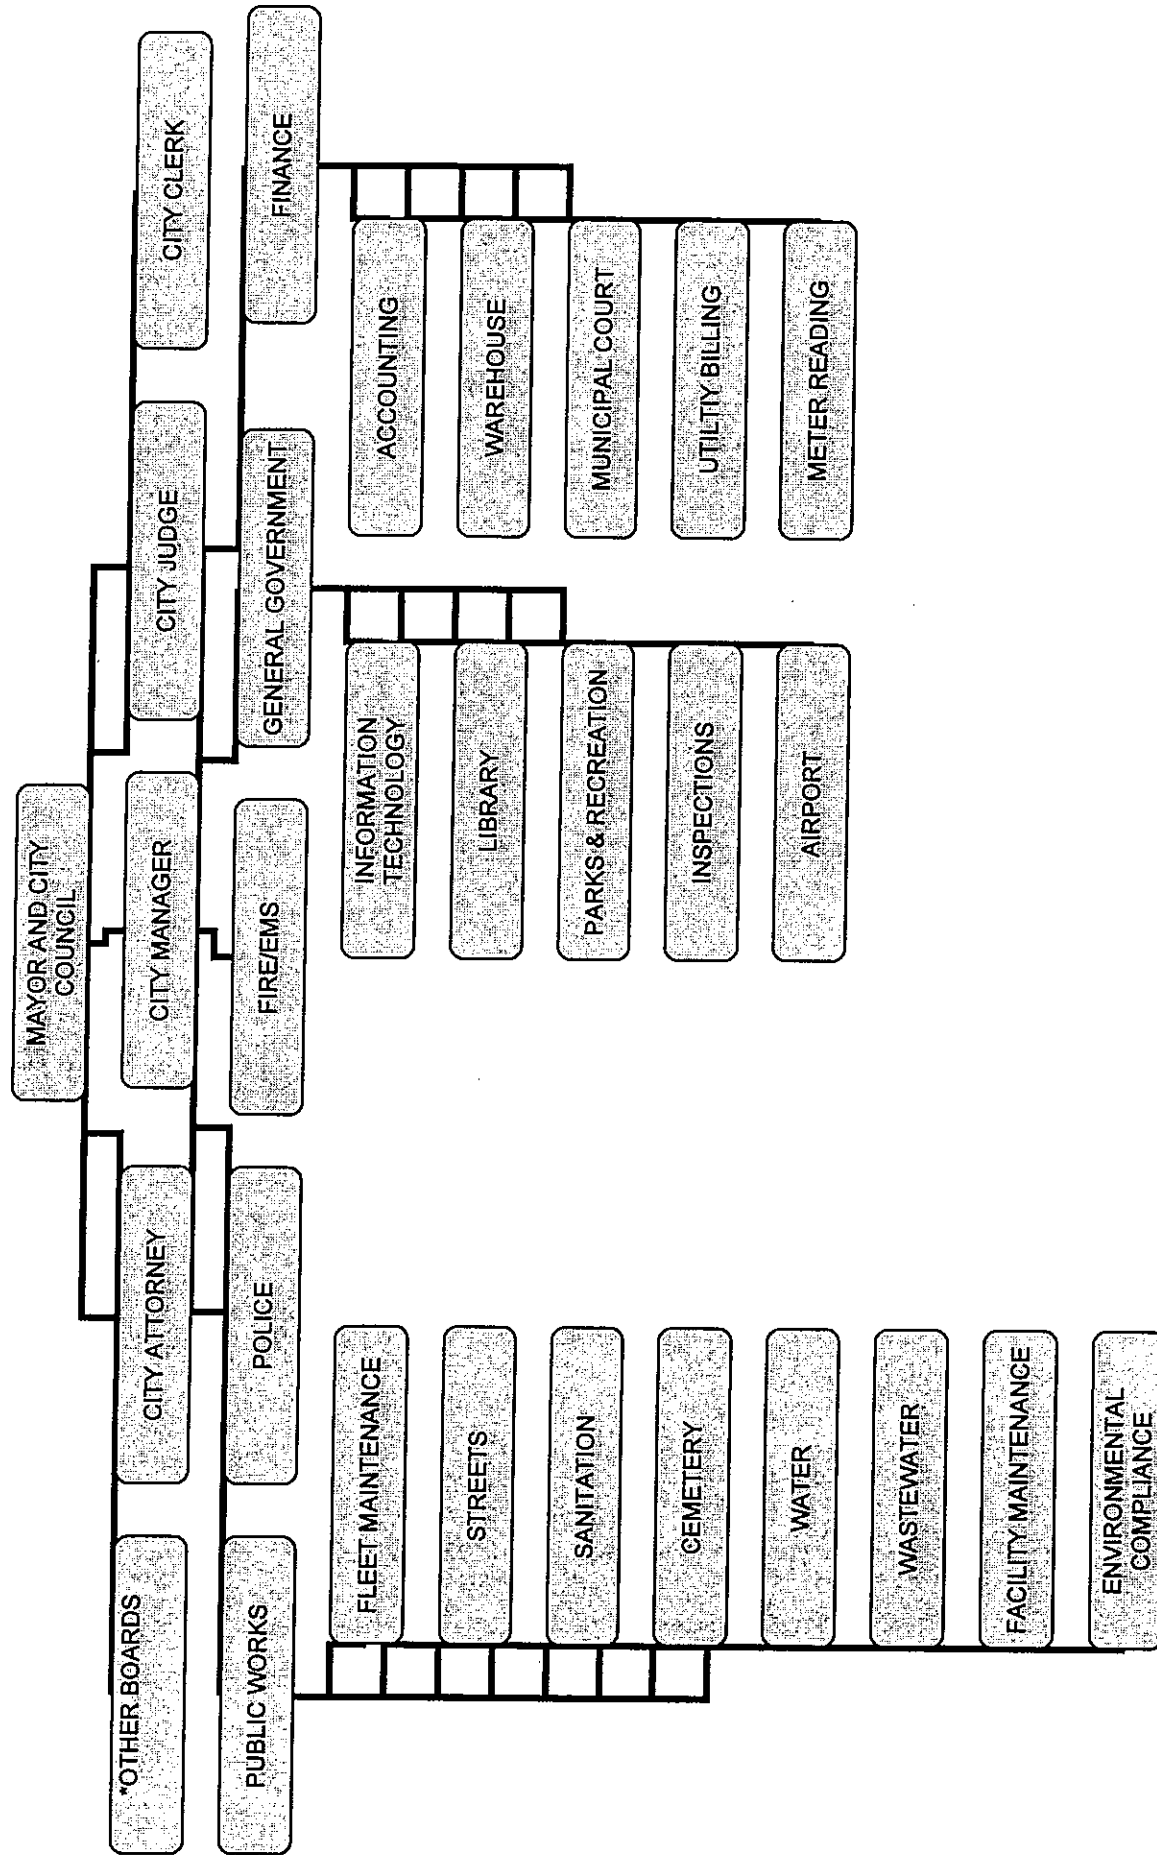 MAYOR AND CITY
COUNCIL
*OTHER BOARDS
CITY ATTORNEY
CITY MANAGER
CITY JUDGE
CITY CLERK
PUBLIC WORKS
POLICE
FIRE/EMS
GENERAL GOVERNMENT
FINANCE
FLEET MAINTENANCE
STREETS
SANITATION
CEMETERY
WATER
WASTEWATER
FACILITY MAINTENANCE
ENVIRONMENTAL
COMPLIANCE
INFORMATION
TECHNOLOGY
LIBRARY
PARKS & RECREATION
INSPECTIONS
AIRPORT
ACCOUNTING
WAREHOUSE
MUNICIPAL COURT
UTILTIY BILLING
METER READING